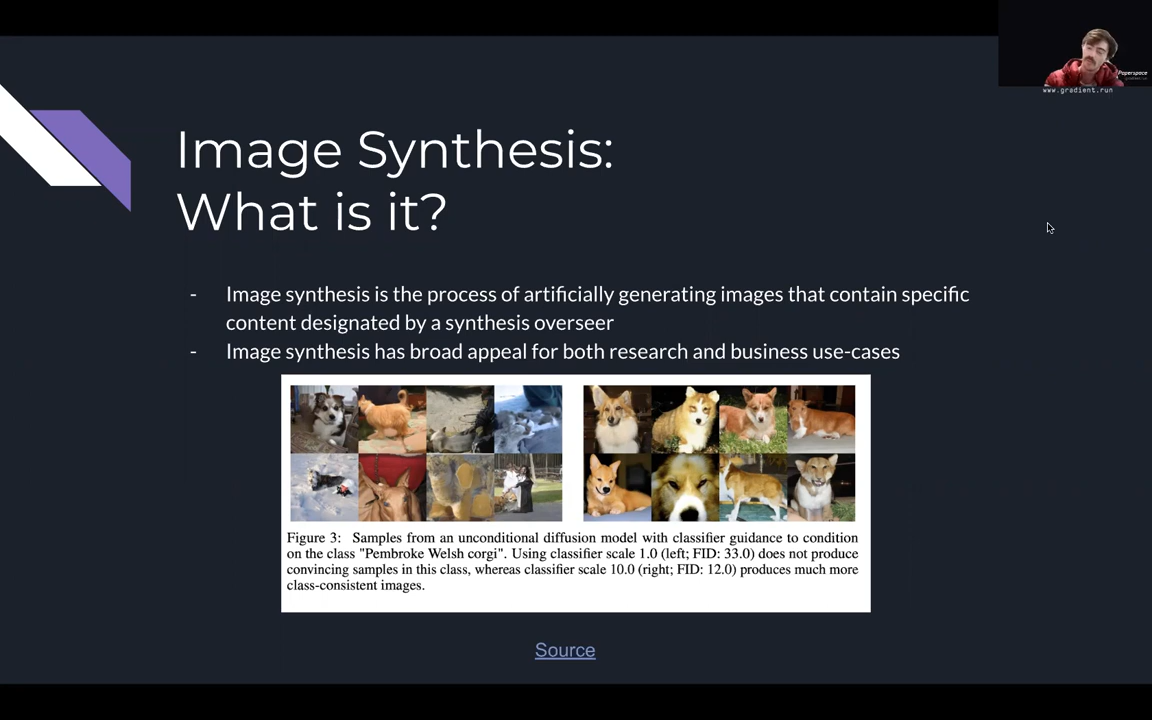 Paperspace
gradient.run
www.gradient.run
Image Synthesis:
What is it?
- Image synthesis is the process of artificially generating images that contain specific
content designated by a synthesis overseer
- Image synthesis has broad appeal for both research and business use-cases
Figure 3: Samples from an unconditional diffusion model with classifier guidance to condition
on the class "Pembroke Welsh corgi". Using classifier scale 1.0 (left; FID: 33.0) does not produce
convincing samples in this class, whereas classifier scale 10.0 (right; FID: 12.0) produces much more
class-consistent images.
Source